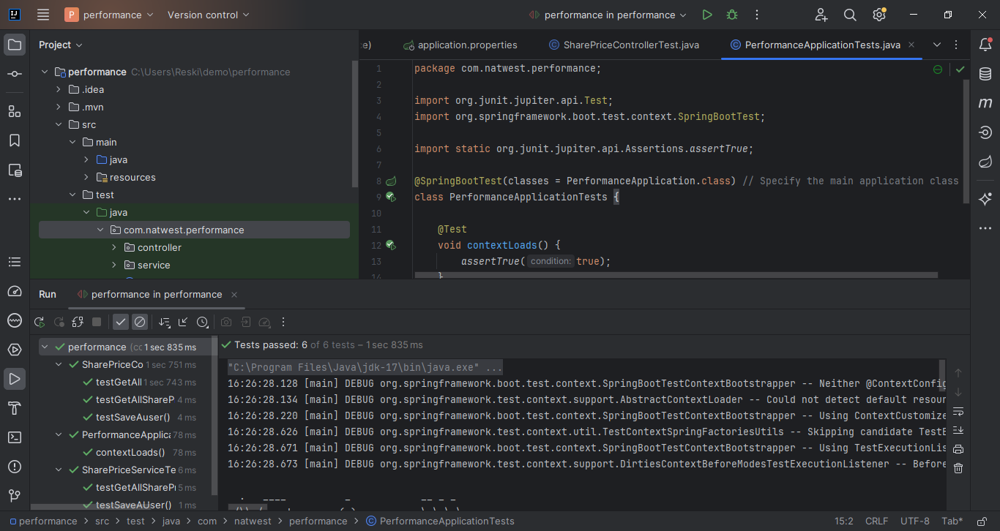 P performance Version control performance in performance
Project
performance C:\Users\Reski\demo\performance
.idea
.mvn
src
main
java
resources
test
java
com.natwest.performance
controller
service
e) application.properties SharePriceControllerTest.java PerformanceApplicationTests.java
1 package com.natwest.performance;
2
3 import org.junit.jupiter.api.Test;
4 import org.springframework.boot.test.context.SpringBootTest;
5
6 import static org.junit.jupiter.api.Assertions.assertTrue;
7
8 @SpringBootTest(classes = PerformanceApplication.class) // Specify the main application class
9 class PerformanceApplicationTests {
10
11 @Test
12 void contextLoads() {
13 assertTrue( condition: true);
14 }
Run performance in performance
performance (cc 1 sec 835 ms
SharePriceCo 1 sec 751 ms
testGetAll 1 sec 743 ms
testGetAllShareP 4 ms
testSaveAuser() 4 ms
PerformanceApplica 78 ms
contextLoads() 78 ms
SharePriceServiceTe 6 ms
testGetAllSharePr 5 ms
testSaveAUser() 1 ms
Tests passed: 6 of 6 tests – 1 sec 835 ms
"C:\Program Files\Java\jdk-17\bin\java.exe" ...
16:26:28.128 [main] DEBUG org.springframework.boot.test.context.SpringBootTestContextBootstrapper -- Neither @ContextConfig
16:26:28.134 [main] DEBUG org.springframework.test.context.support.AbstractContextLoader -- Could not detect default resour
16:26:28.220 [main] DEBUG org.springframework.boot.test.context.SpringBootTestContextBootstrapper -- Using ContextCustomize
16:26:28.626 [main] DEBUG org.springframework.test.context.util.TestContextSpringFactoriesUtils -- Skipping candidate TestE
16:26:28.671 [main] DEBUG org.springframework.boot.test.context.SpringBootTestContextBootstrapper -- Using TestExecutionLis
16:26:28.673 [main] DEBUG org.springframework.test.context.support.DirtiesContextBeforeModesTestExecutionListener -- Before
performance > src > test > java > com > natwest > performance > PerformanceApplicationTests 15:2 CRLF UTF-8 Tab*